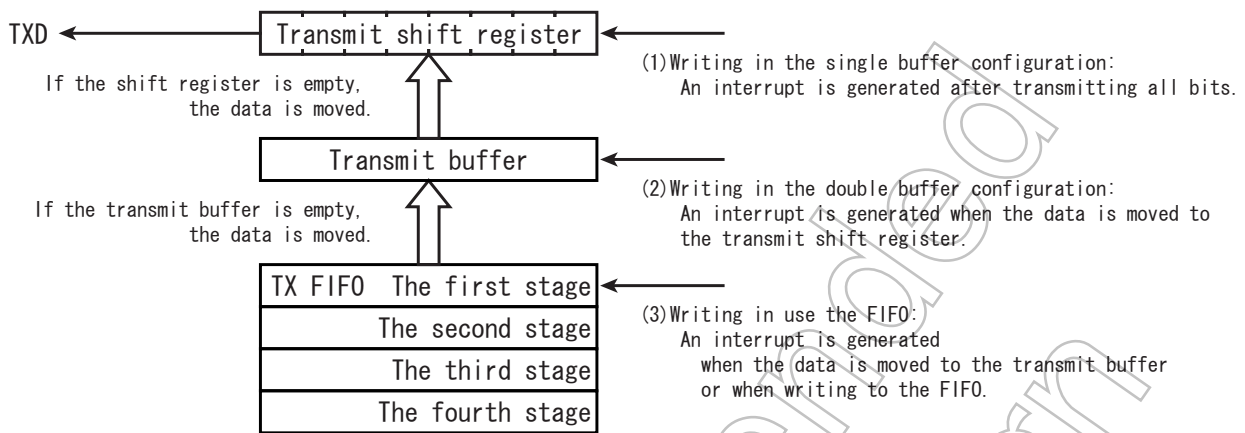 TXD
Transmit shift register
If the shift register is empty,
the data is moved.
(1)Writing in the single buffer configuration:
An interrupt is generated after transmitting all bits.
Transmit buffer
If the transmit buffer is empty,
the data is moved.
(2)Writing in the double buffer configuration:
An interrupt is generated when the data is moved to
the transmit shift register.
TX FIFO The first stage
The second stage
The third stage
The fourth stage
(3)Writing in use the FIFO:
An interrupt is generated
when the data is moved to the transmit buffer
or when writing to the FIFO.